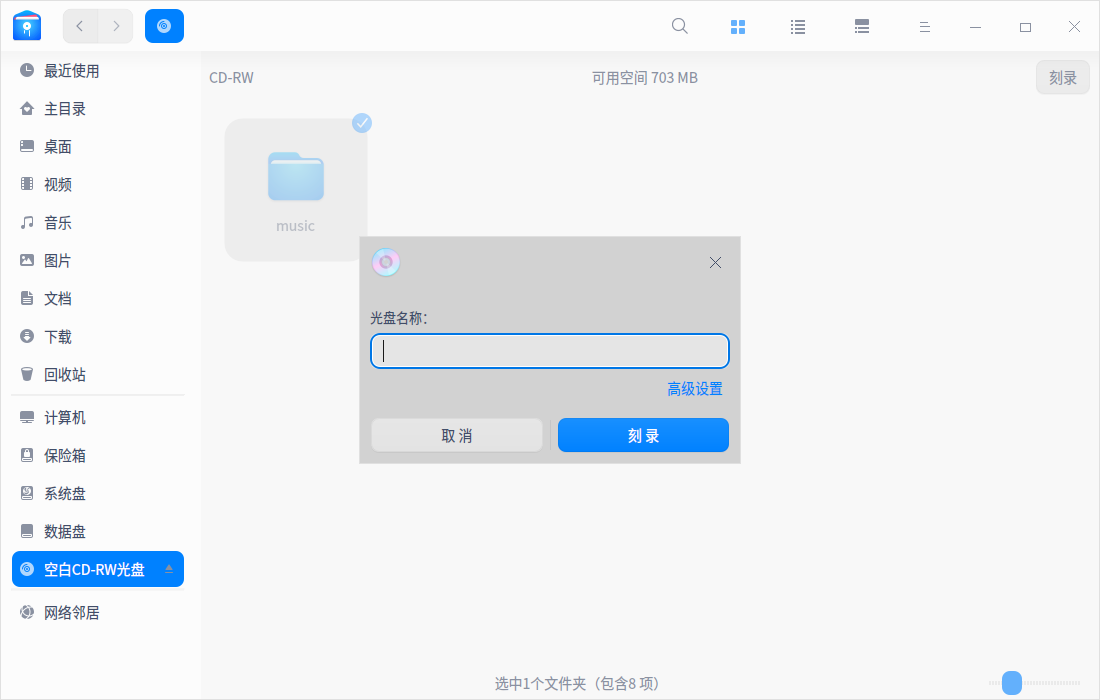 最近使用
主目录
桌面
视频
音乐
图片
文档
下载
回收站
计算机
保险箱
系统盘
数据盘
空白CD-RW光盘
网络邻居
CD-RW
可用空间 703 MB
刻录
music
光盘名称：
高级设置
取 消
刻 录
选中1个文件夹（包含8 项）